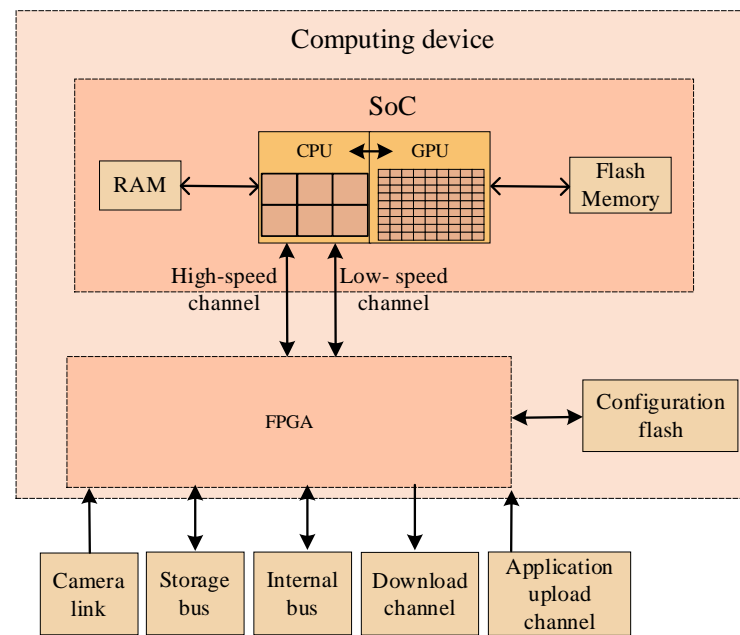 Computing device
SoC
CPU
GPU
RAM
Flash
Memory
High-speed
channel
Low- speed
channel
FPGA
Configuration
flash
Camera
link
Storage
bus
Internal
bus
Download
channel
Application
upload
channel